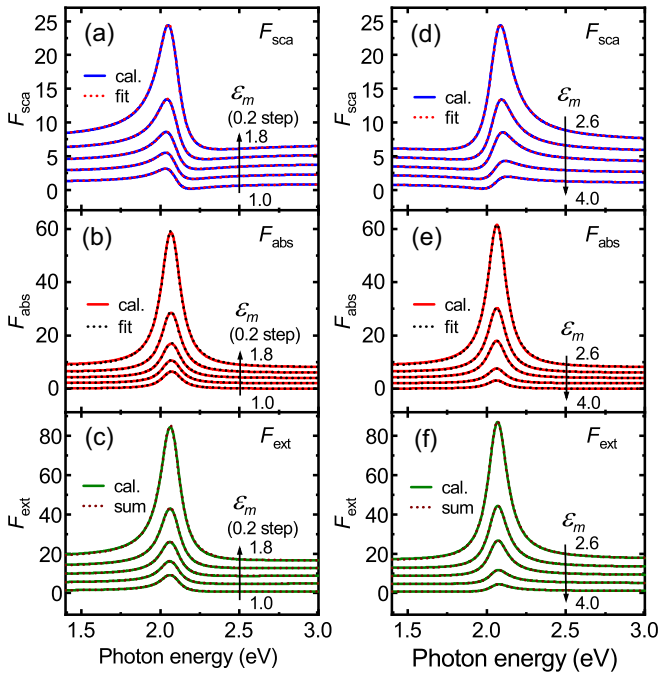 (a)
F_sca
cal.
fit
ε_m
(0.2 step)
1.8
1.0
25
20
15
10
5
0
F_sca
(d)
F_sca
cal.
fit
ε_m
2.6
4.0
25
20
15
10
5
0
F_sca
(b)
F_abs
cal.
fit
ε_m
(0.2 step)
1.8
1.0
60
40
20
0
F_abs
(e)
F_abs
cal.
fit
ε_m
2.6
4.0
60
40
20
0
F_abs
(c)
F_ext
cal.
sum
ε_m
(0.2 step)
1.8
1.0
80
60
40
20
0
F_ext
1.5 2.0 2.5 3.0
Photon energy (eV)
(f)
F_ext
cal.
sum
ε_m
2.6
4.0
80
60
40
20
0
F_ext
1.5 2.0 2.5 3.0
Photon energy (eV)